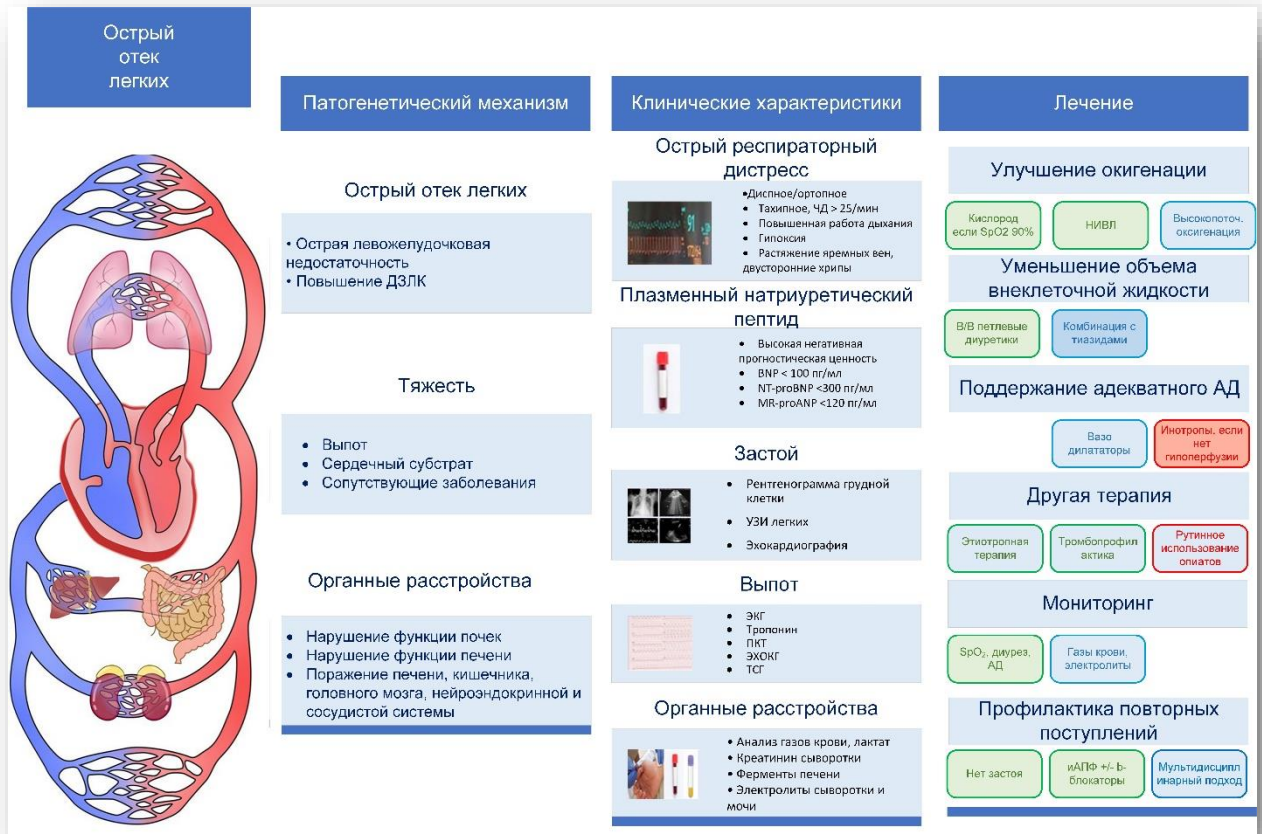 Острый
отек
легких
Патогенетический механизм
Острый отек легких
• Острая левожелудочковая
недостаточность
• Повышение ДЗЛК
Тяжесть
• Выпот
• Сердечный субстрат
• Сопутствующие заболевания
Органные расстройства
• Нарушение функции почек
• Нарушение функции печени
• Поражение печени, кишечника,
головного мозга, нейроэндокринной и
сосудистой системы
Клинические характеристики
Острый респираторный
дистресс
91
•Диспное/ортопное
• Тахипное, ЧД > 25/мин
• Повышенная работа дыхания
• Гипоксия
• Растяжение яремных вен,
двусторонние хрипы
Плазменный натриуретический
пептид
• Высокая негативная
прогностическая ценность
• BNP < 100 пг/мл
• NT-proBNP <300 пг/мл
• MR-proANP <120 пг/мл
Застой
• Рентгенограмма грудной
клетки
• УЗИ легких
• Эхокардиография
Выпот
• ЭКГ
• Тропонин
• ПКТ
• ЭХОКГ
• ТСГ
Органные расстройства
• Анализ газов крови, лактат
• Креатинин сыворотки
• Ферменты печени
• Электролиты сыворотки и
мочи
Лечение
Улучшение окигенации
Кислород
если SpO2 90%
НИВЛ
Высокопоточ.
оксигенация
Уменьшение объема
внеклеточной жидкости
В/В петлевые
диуретики
Комбинация с
тиазидами
Поддержание адекватного АД
Вазо
дилататоры
Инотропы, если
нет
гипоперфузии
Другая терапия
Этиотропная
терапия
Тромбопрофил
актика
Рутинное
использование
опиатов
Мониторинг
SpO₂, диурез,
АД
Газы крови,
электролиты
Профилактика повторных
поступлений
Нет застоя
иАПФ +/- b-
блокаторы
Мультидисципл
инарный подход